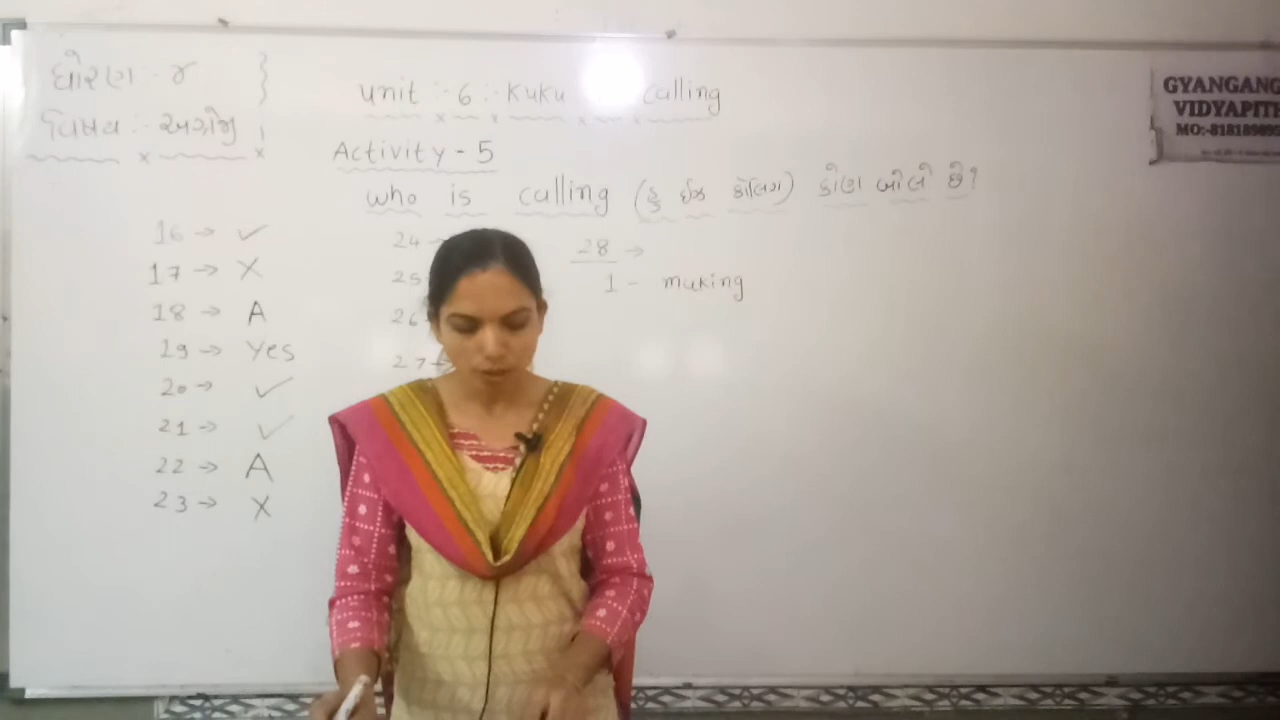 ધોરણ :- ૪
વિષય :- અંગ્રેજી
unit :- 6 :- kuku calling
Activity - 5
who is calling (હુ ઈઝ કૉલિંગ) કોણ બોલે છે?
16 → ✓
17 → X
18 → A
19 → Yes
20 → ✓
21 → ✓
22 → A
23 → X
24 →
25
26
27 →
28 →
1 - making
GYANGANG
VIDYAPITH